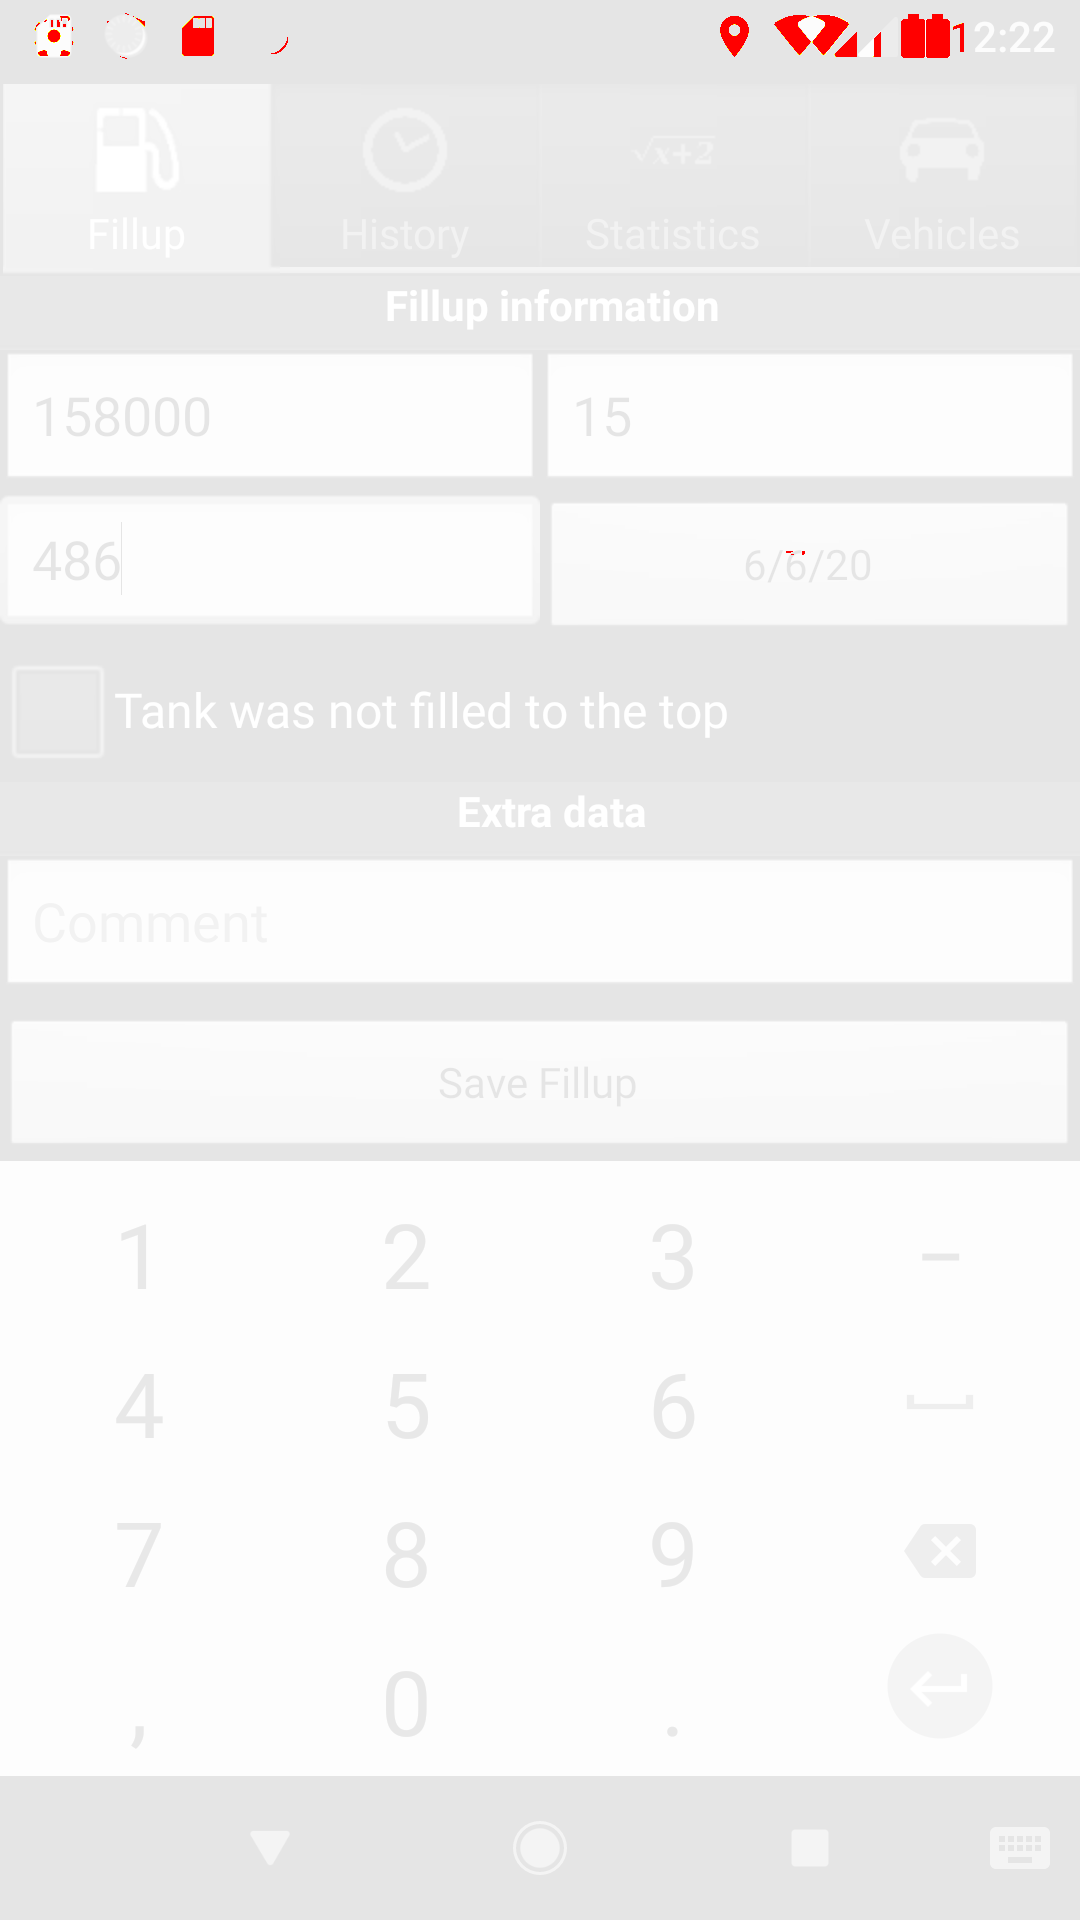 12:22
√x+2
Fillup History Statistics Vehicles
Fillup information
158000 15
486 6/6/20
Tank was not filled to the top
Extra data
Comment
Save Fillup
1 2 3 –
4 5 6
7 8 9
, 0 .